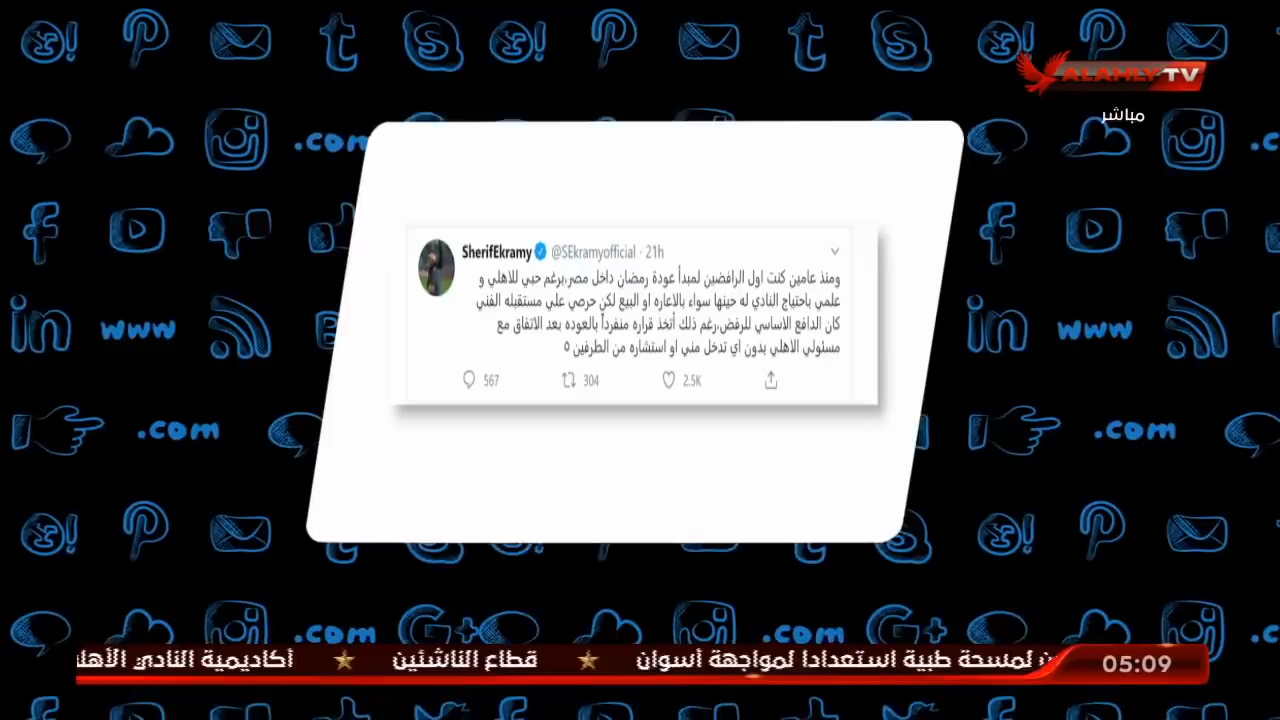 ALAHLY TV
مباشر
SherifEkramy @SEkramyofficial · 21h
ومنذ عامين كنت اول الرافضين لمبدأ عودة رمضان داخل مصر،برغم حبي للاهلي و
علمي باحتياج النادي له حينها سواء بالاعاره او البيع لكن حرصي علي مستقبله الفني
كان الدافع الاساسي للرفض،رغم ذلك أتخذ قراره منفرداً بالعوده بعد الاتفاق مع
مسئولي الاهلي بدون اي تدخل مني او استشاره من الطرفين ٥
567 304 2.5K
.com .c
www www
.com .com
.com .com .c
لمسحة طبية استعدادا لمواجهة أسوان
قطاع الناشئين
أكاديمية النادي
05:09